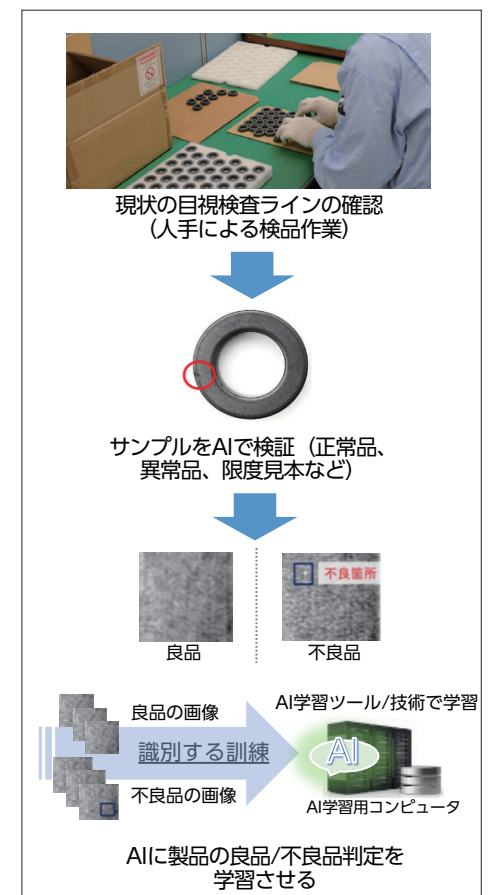 現状の目視検査ラインの確認
（人手による検品作業）
サンプルをAIで検証（正常品、
異常品、限度見本など）
不良箇所
良品
不良品
良品の画像
識別する訓練
不良品の画像
AI学習ツール/技術で学習
AI
AI学習用コンピュータ
AIに製品の良品/不良品判定を
学習させる